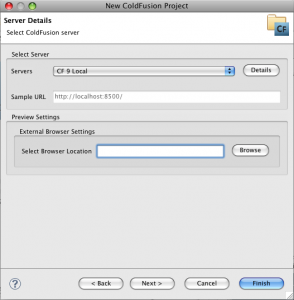 New ColdFusion Project
Server Details
Select ColdFusion server
CF
Select Server
Servers
CF 9 Local
Details
Sample URL
http://localhost:8500/
Preview Settings
External Browser Settings
Select Browser Location
Browse
?
< Back
Next >
Cancel
Finish